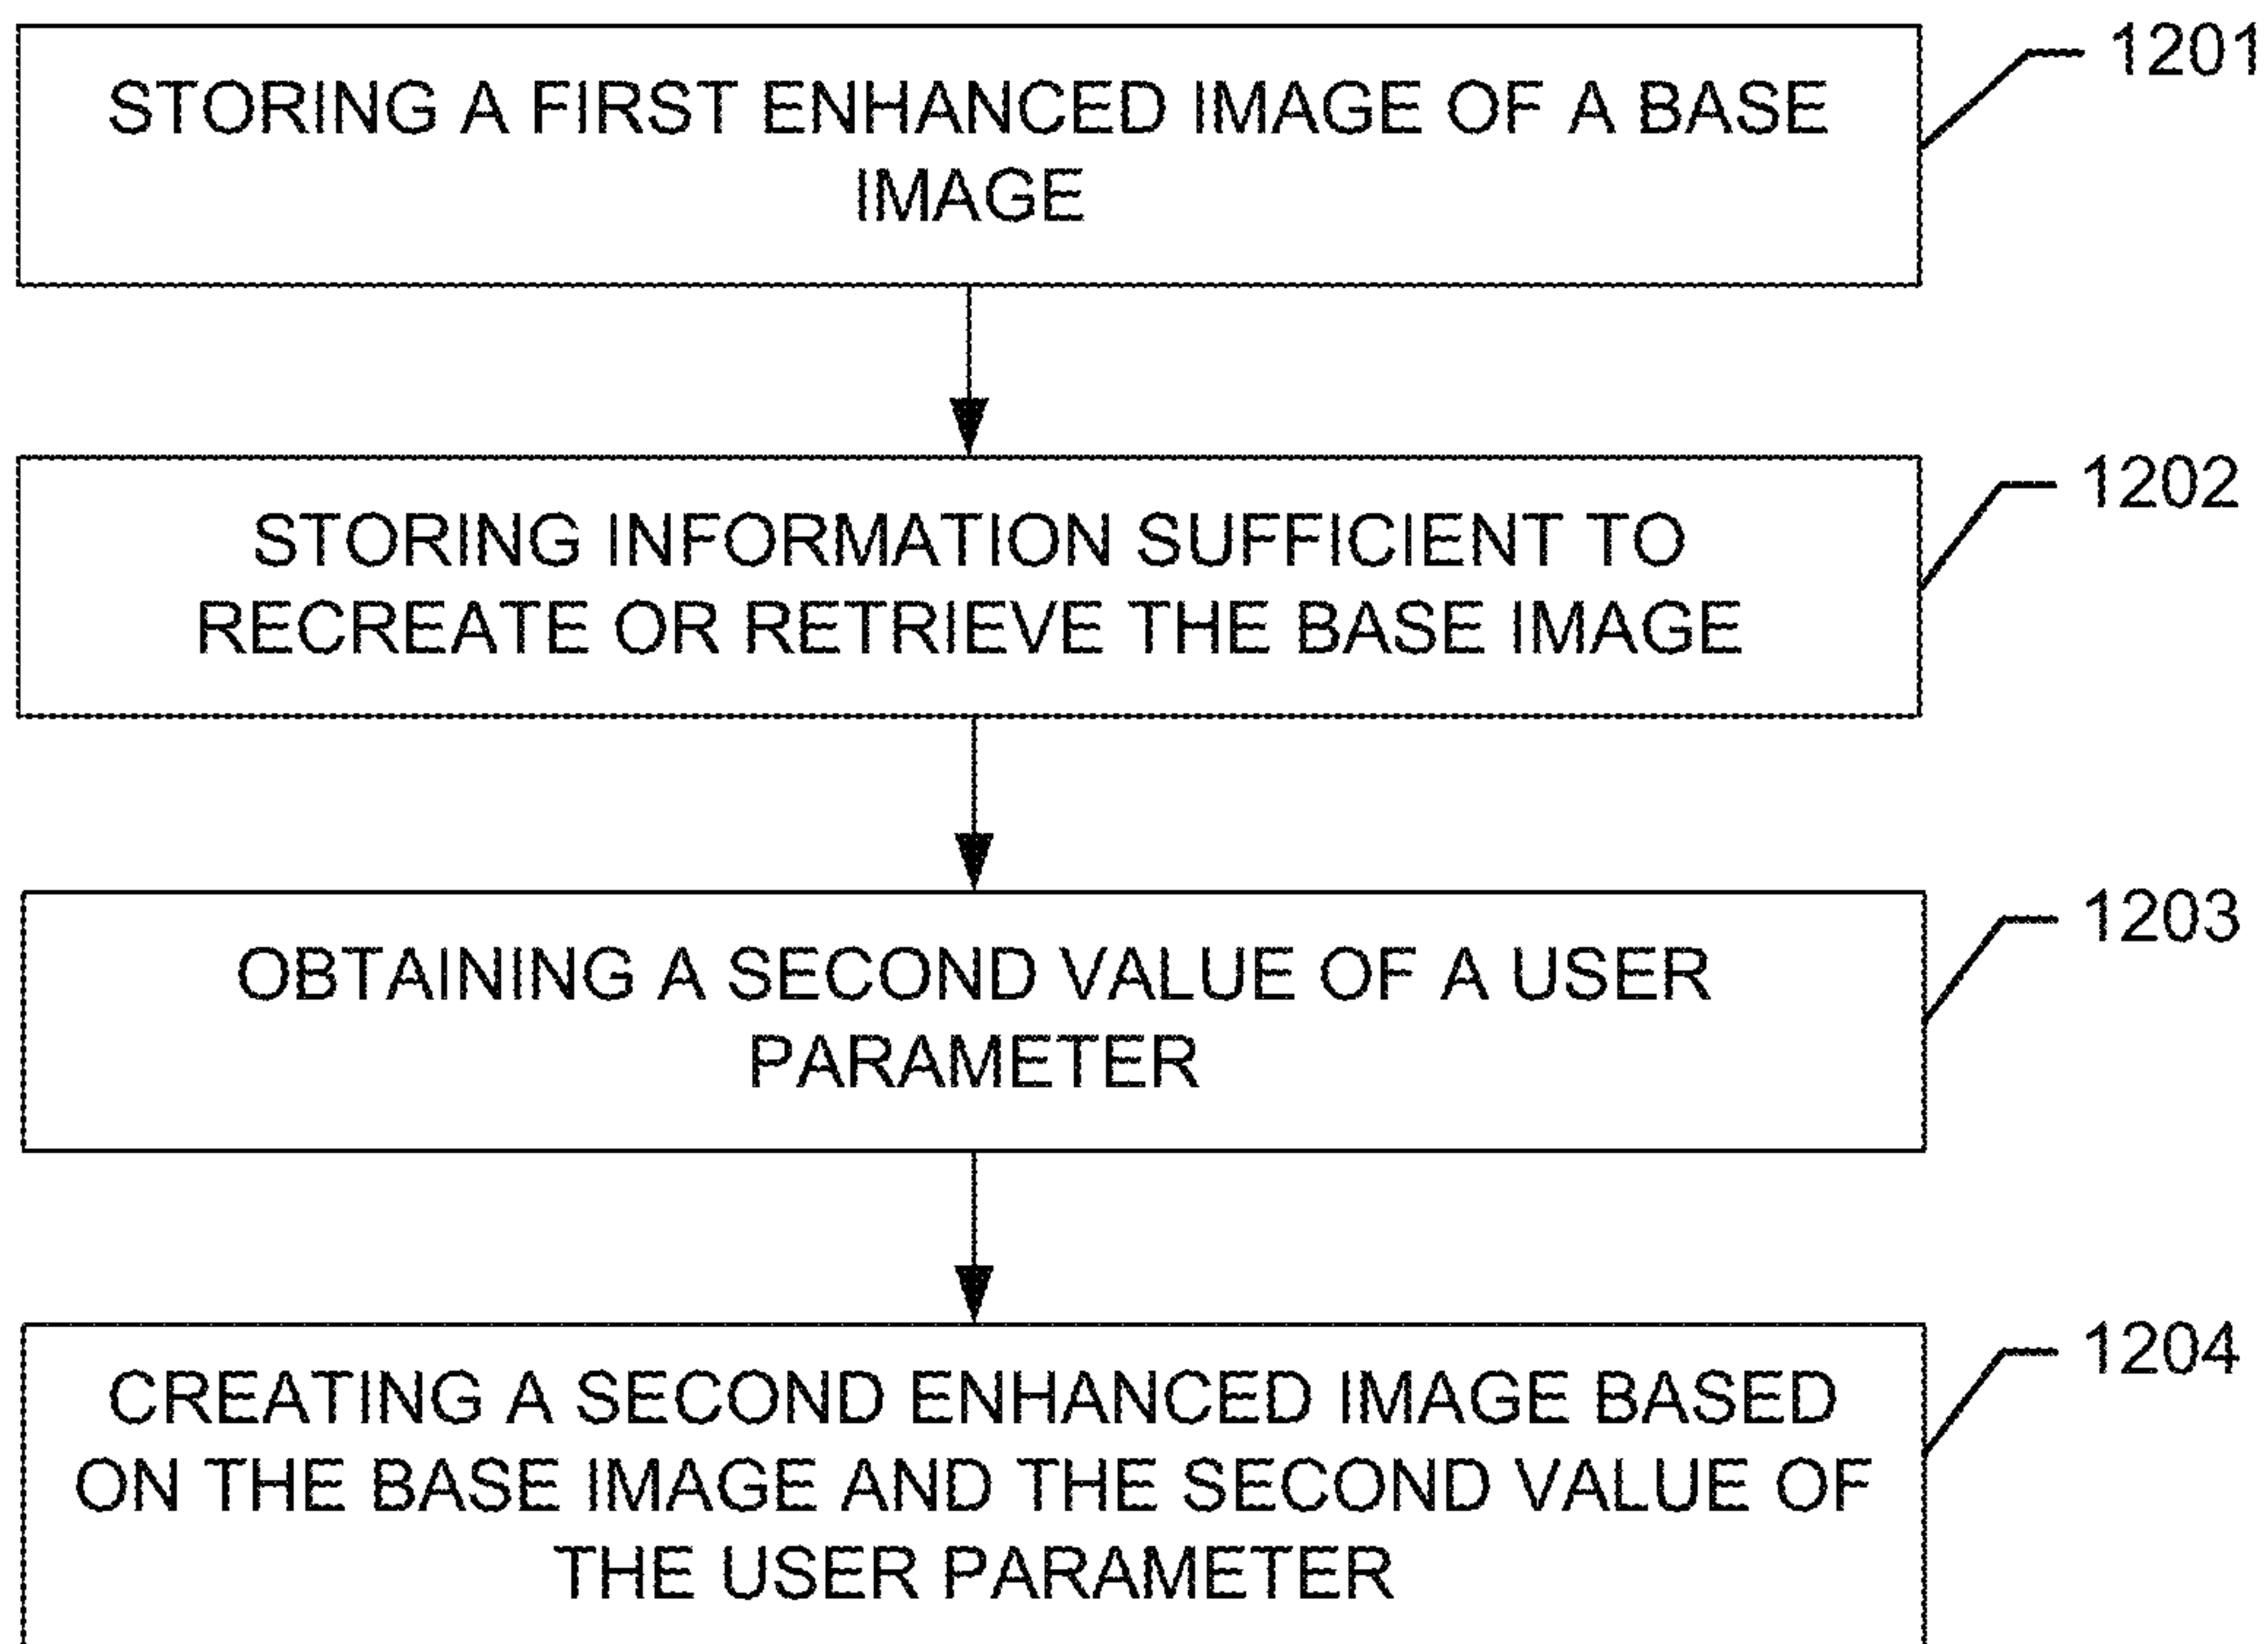 STORING A FIRST ENHANCED IMAGE OF A BASE
IMAGE
1201
STORING INFORMATION SUFFICIENT TO
RECREATE OR RETRIEVE THE BASE IMAGE
1202
OBTAINING A SECOND VALUE OF A USER
PARAMETER
1203
CREATING A SECOND ENHANCED IMAGE BASED
ON THE BASE IMAGE AND THE SECOND VALUE OF
THE USER PARAMETER
1204